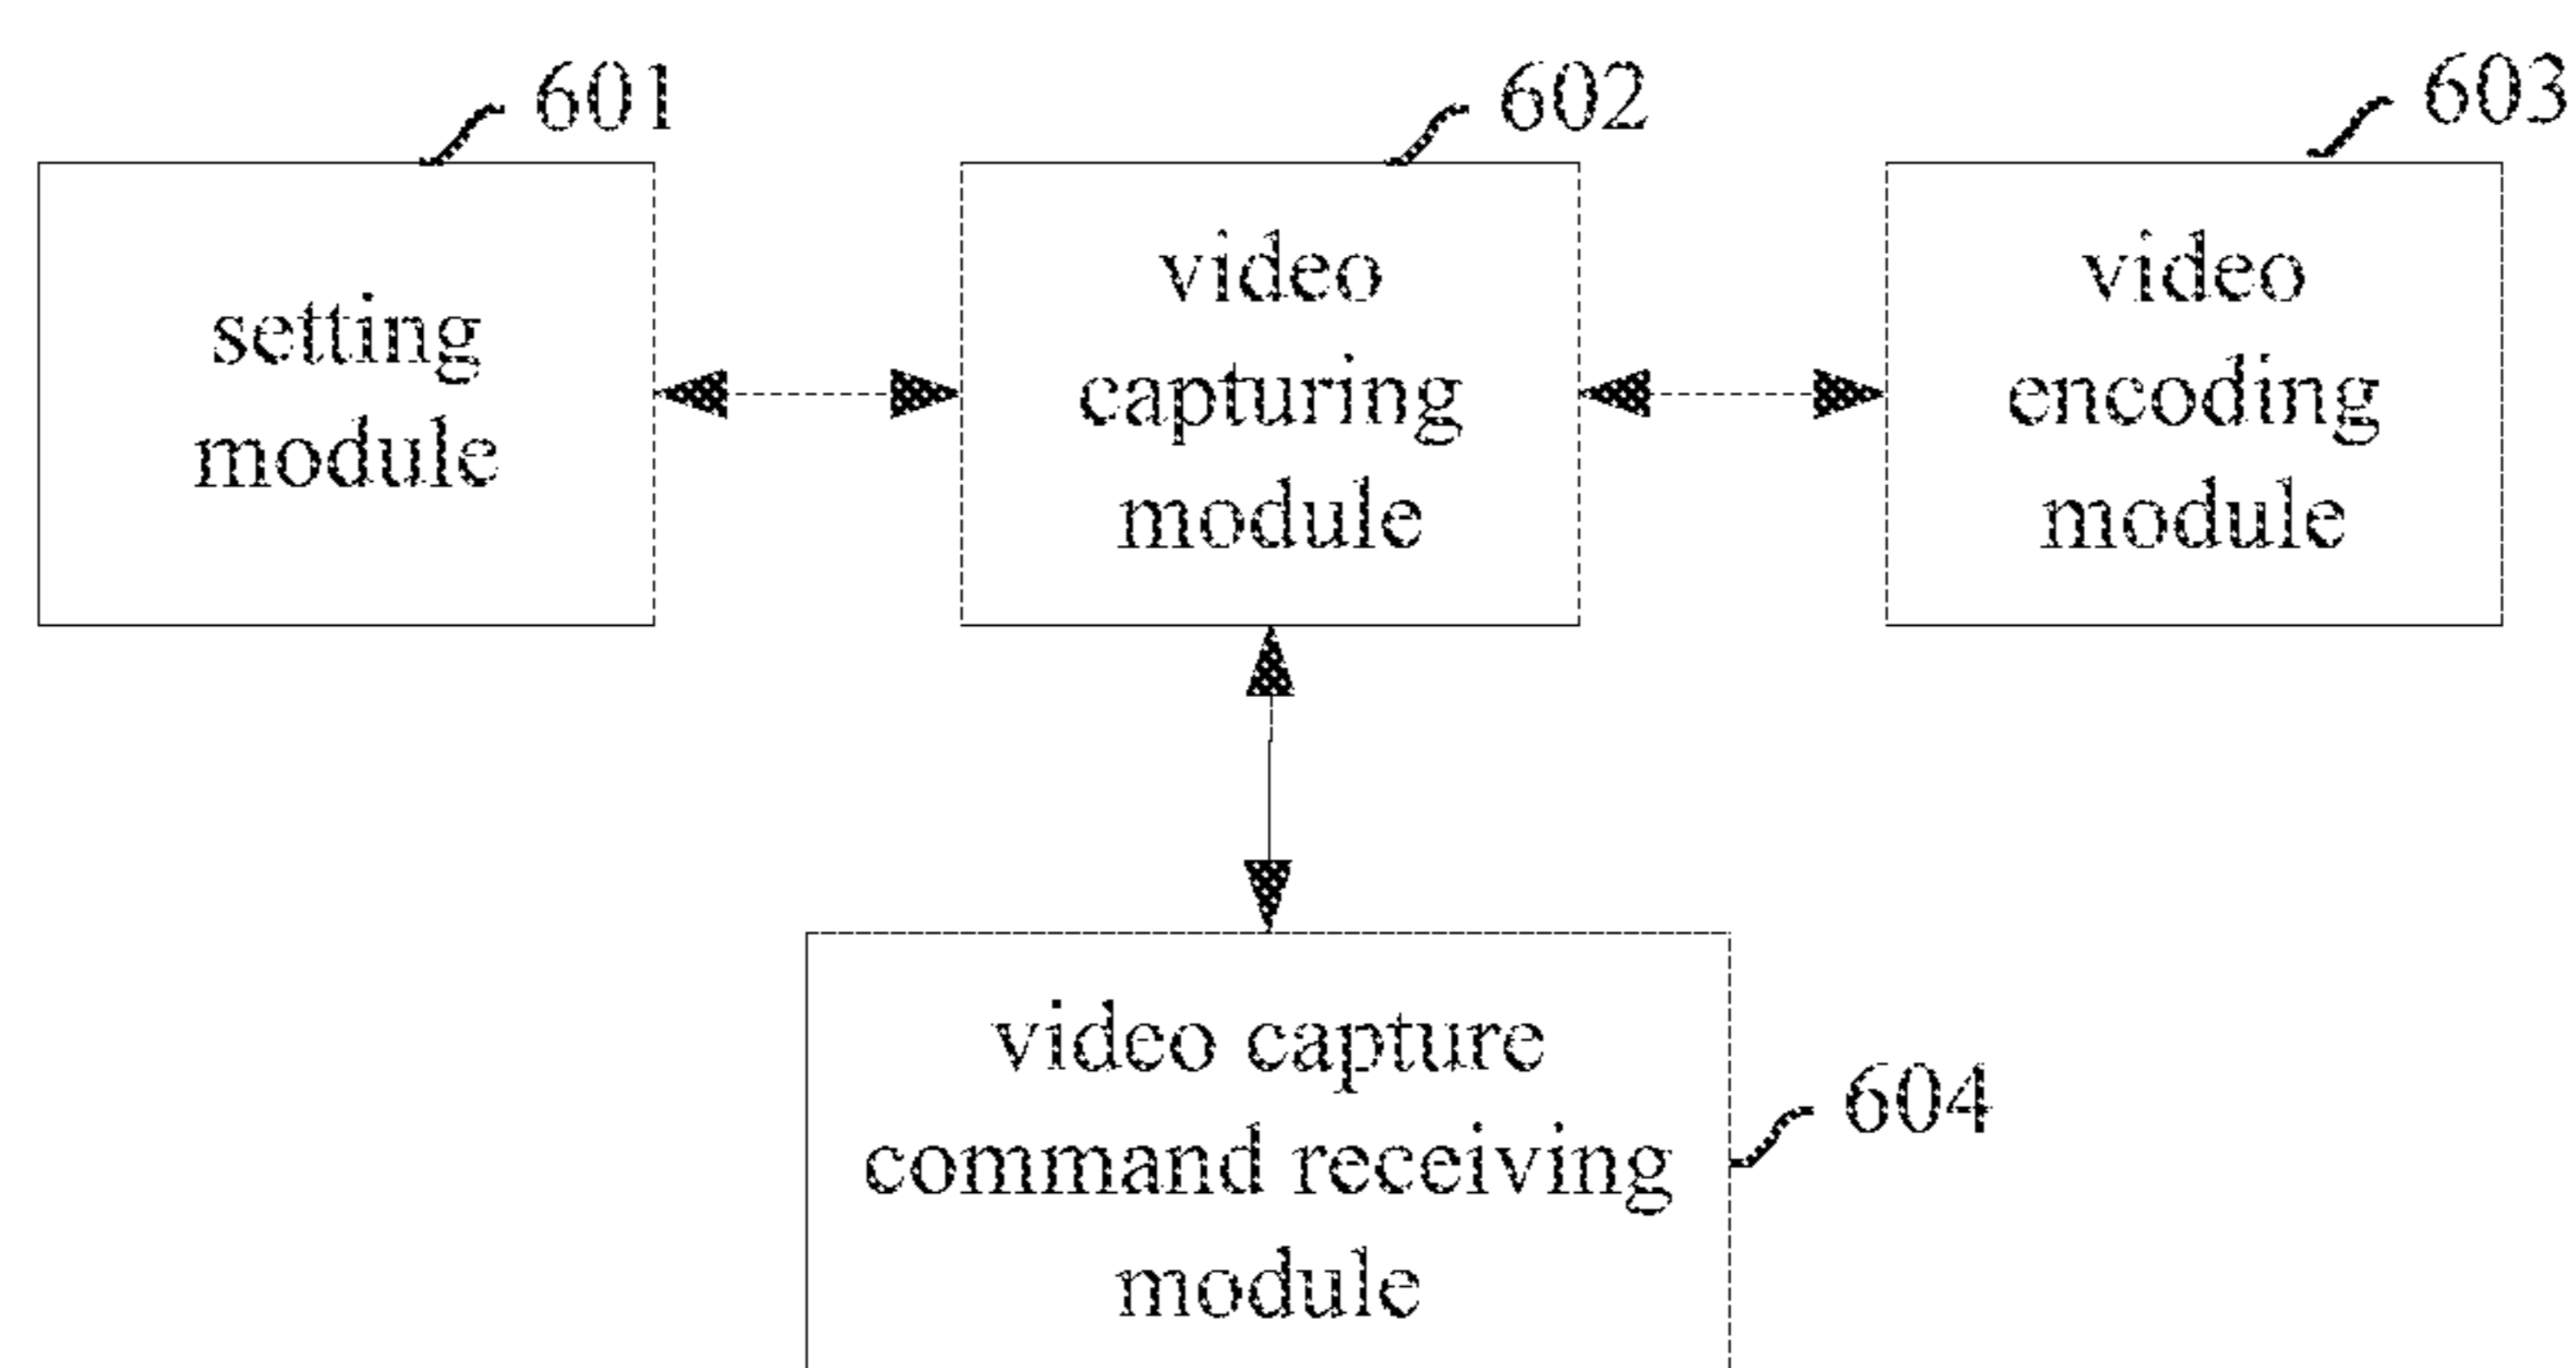 601
602
603
setting
module
video
capturing
module
video
encoding
module
video capture
command receiving
module
604